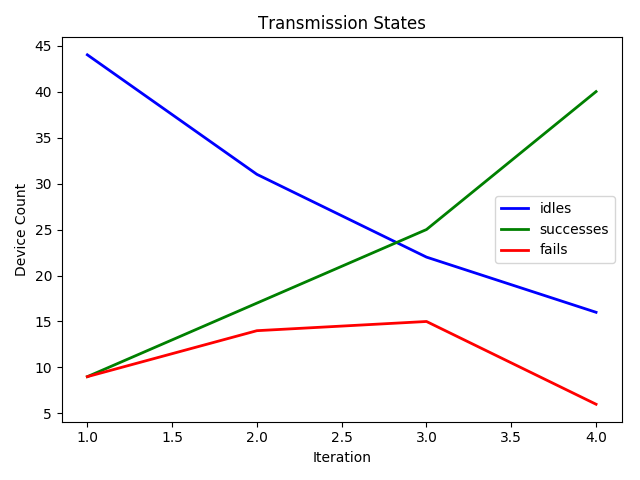 Transmission States
45
40
35
30
25
20
15
10
5
Device Count
idles
successes
fails
1.0 1.5 2.0 2.5 3.0 3.5 4.0
Iteration